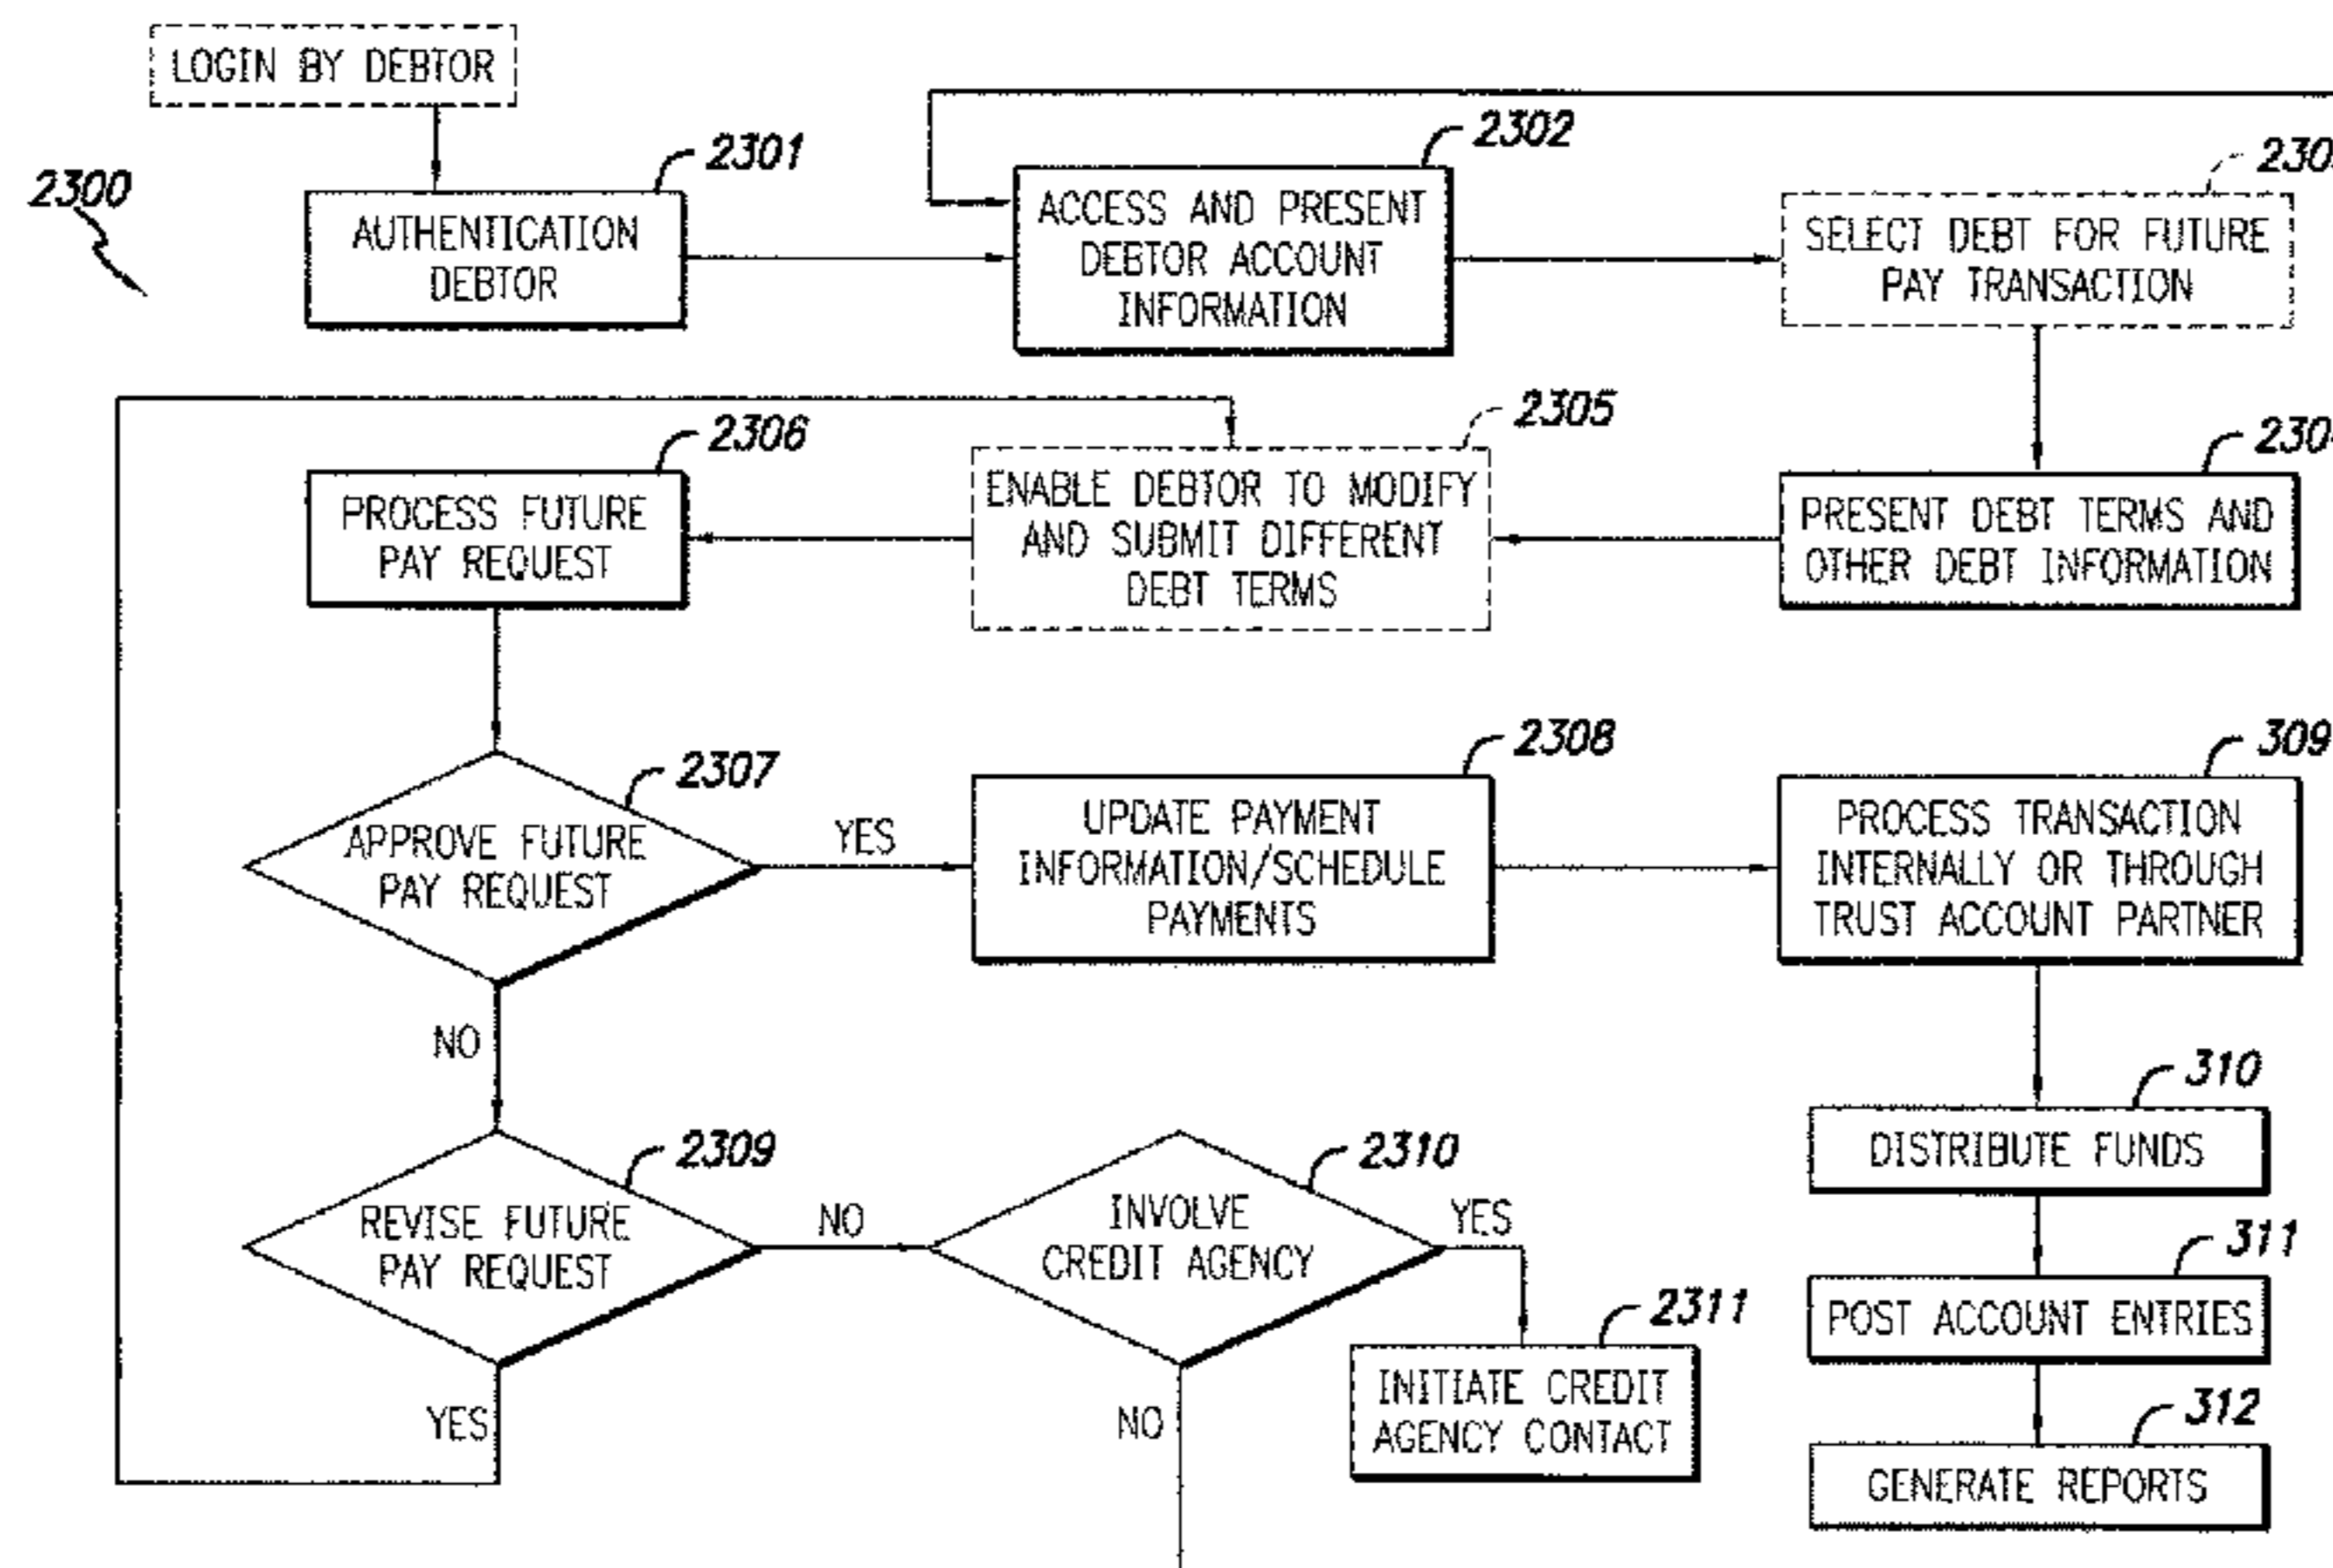 LOGIN BY DEBTOR
2300
2301
AUTHENTICATION
DEBTOR
2302
ACCESS AND PRESENT
DEBTOR ACCOUNT
INFORMATION
SELECT DEBT FOR FUTURE
PAY TRANSACTION
2306
PROCESS FUTURE
PAY REQUEST
2305
ENABLE DEBTOR TO MODIFY
AND SUBMIT DIFFERENT
DEBT TERMS
PRESENT DEBT TERMS AND
OTHER DEBT INFORMATION
2307
APPROVE FUTURE
PAY REQUEST
YES
NO
2308
UPDATE PAYMENT
INFORMATION/SCHEDULE
PAYMENTS
309
PROCESS TRANSACTION
INTERNALLY OR THROUGH
TRUST ACCOUNT PARTNER
310
DISTRIBUTE FUNDS
311
POST ACCOUNT ENTRIES
312
GENERATE REPORTS
2309
REVISE FUTURE
PAY REQUEST
NO
YES
2310
INVOLVE
CREDIT AGENCY
YES
NO
2311
INITIATE CREDIT
AGENCY CONTACT